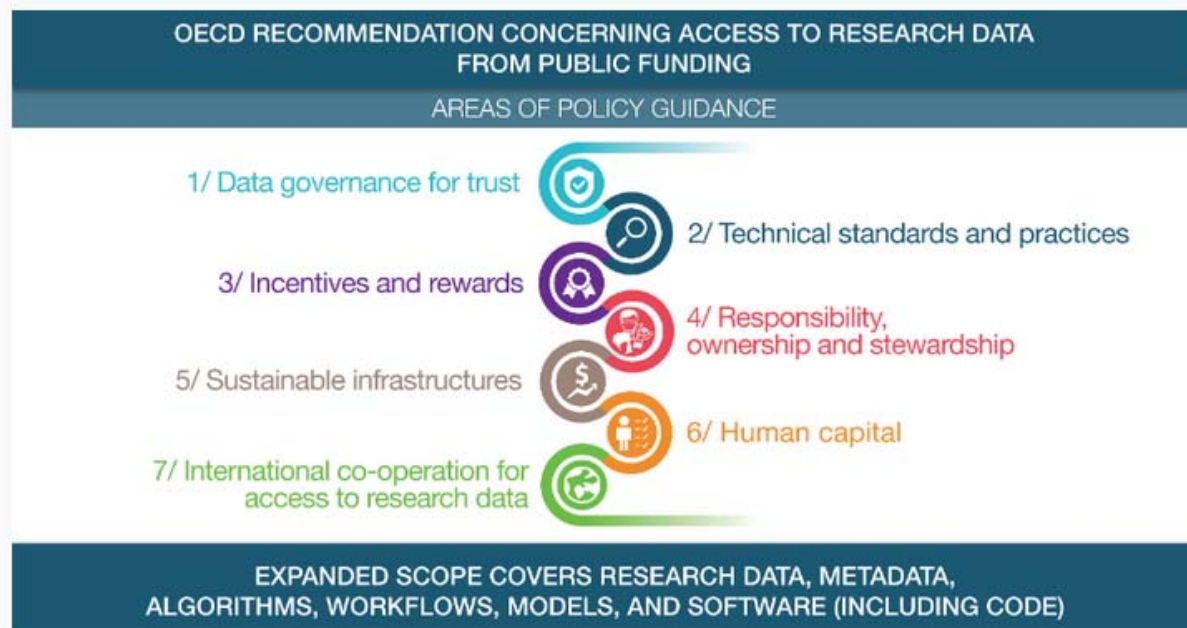 OECD RECOMMENDATION CONCERNING ACCESS TO RESEARCH DATA
FROM PUBLIC FUNDING
AREAS OF POLICY GUIDANCE
1/ Data governance for trust
2/ Technical standards and practices
3/ Incentives and rewards
4/ Responsibility,
ownership and stewardship
5/ Sustainable infrastructures
$
6/ Human capital
7/ International co-operation for
access to research data
EXPANDED SCOPE COVERS RESEARCH DATA, METADATA,
ALGORITHMS, WORKFLOWS, MODELS, AND SOFTWARE (INCLUDING CODE)